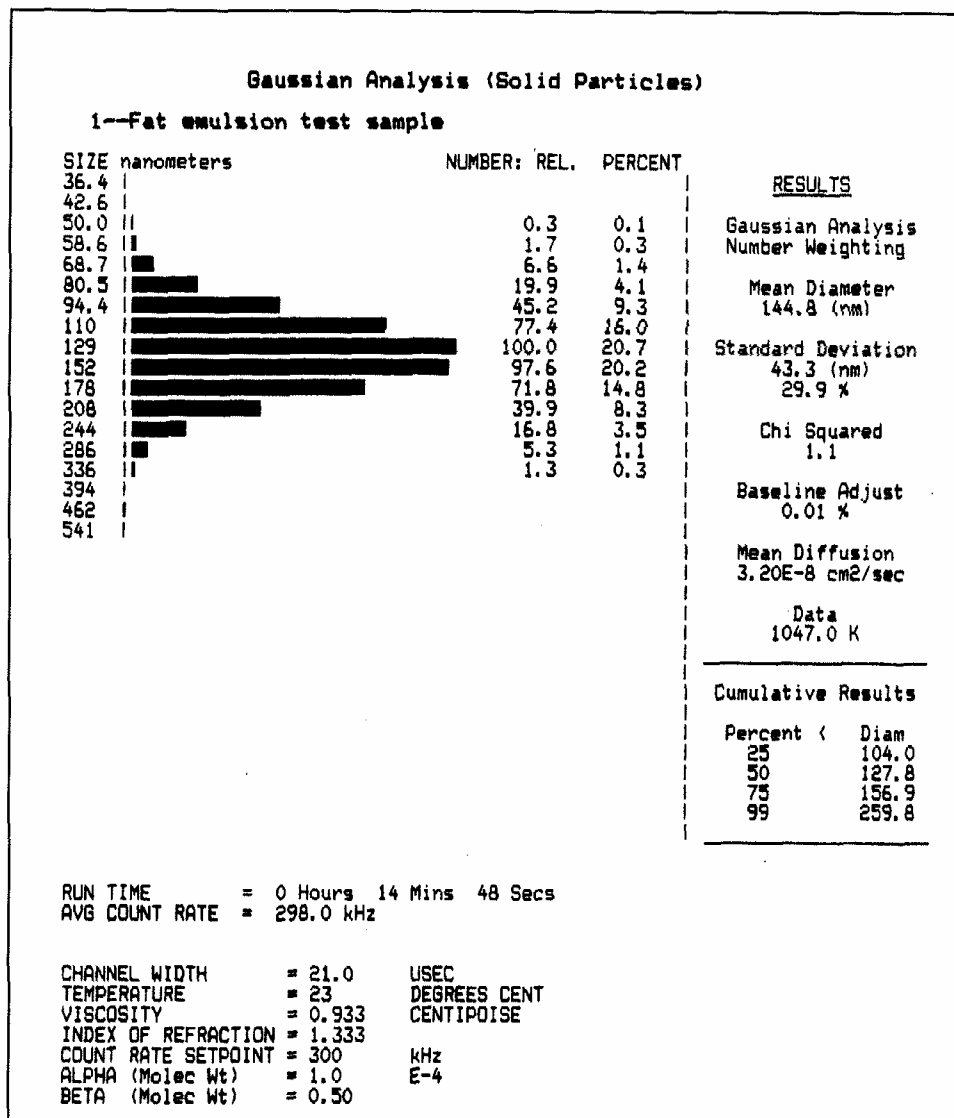 Gaussian Analysis (Solid Particles)
1--Fat emulsion test sample
SIZE nanometers NUMBER: REL. PERCENT
36.4
42.6
50.0 0.3 0.1
58.6 1.7 0.3
68.7 6.6 1.4
80.5 19.9 4.1
94.4 45.2 9.3
110 77.4 16.0
129 100.0 20.7
152 97.6 20.2
178 71.8 14.8
208 39.9 8.3
244 16.8 3.5
286 5.3 1.1
336 1.3 0.3
394
462
541
RESULTS
Gaussian Analysis
Number Weighting
Mean Diameter
144.8 (nm)
Standard Deviation
43.3 (nm)
29.9 %
Chi Squared
1.1
Baseline Adjust
0.01 %
Mean Diffusion
3.20E-8 cm2/sec
Data
1047.0 K
Cumulative Results
Percent < Diam
25 104.0
50 127.8
75 156.9
99 259.8
RUN TIME = 0 Hours 14 Mins 48 Secs
AVG COUNT RATE = 298.0 kHz
CHANNEL WIDTH = 21.0 USEC
TEMPERATURE = 23 DEGREES CENT
VISCOSITY = 0.933 CENTIPOISE
INDEX OF REFRACTION = 1.333
COUNT RATE SETPOINT = 300 kHz
ALPHA (Molec Wt) = 1.0 E-4
BETA (Molec Wt) = 0.50